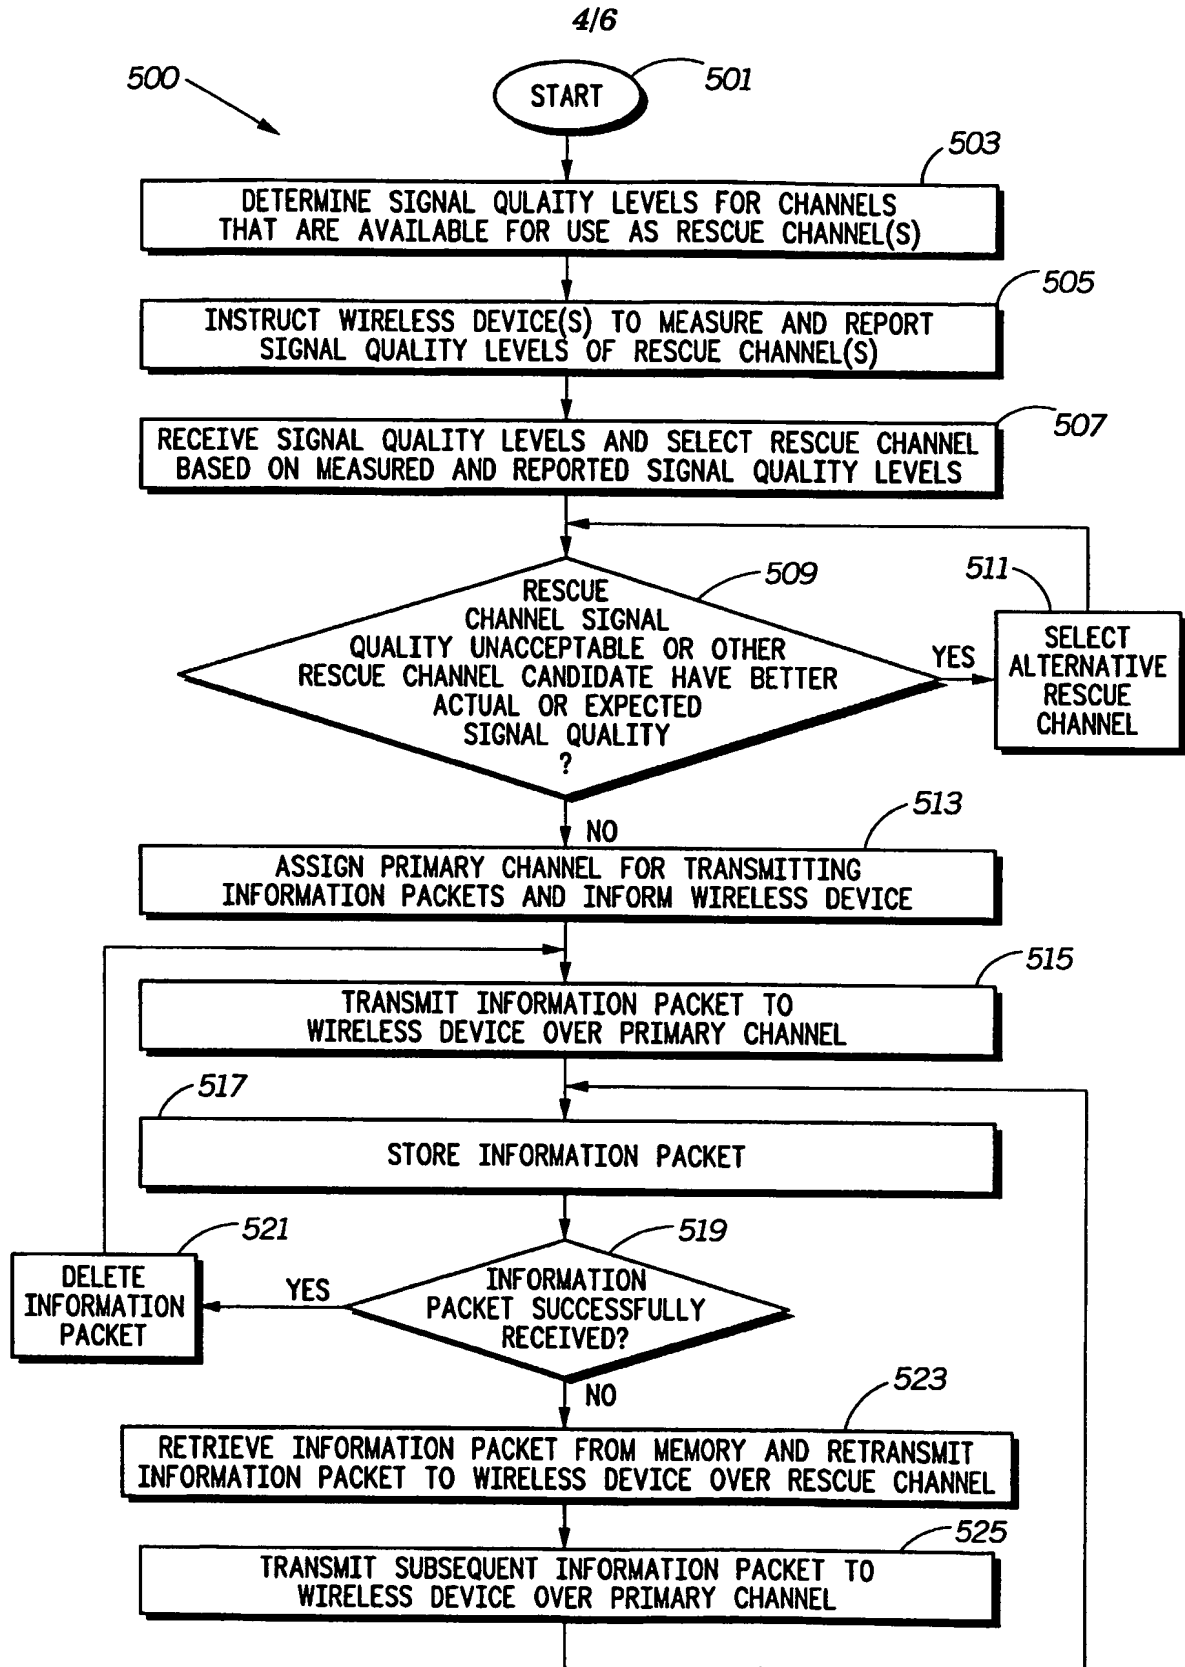 4/6
500
START
501
503
DETERMINE SIGNAL QULAITY LEVELS FOR CHANNELS
THAT ARE AVAILABLE FOR USE AS RESCUE CHANNEL(S)
505
INSTRUCT WIRELESS DEVICE(S) TO MEASURE AND REPORT
SIGNAL QUALITY LEVELS OF RESCUE CHANNEL(S)
507
RECEIVE SIGNAL QUALITY LEVELS AND SELECT RESCUE CHANNEL
BASED ON MEASURED AND REPORTED SIGNAL QUALITY LEVELS
509
RESCUE
CHANNEL SIGNAL
QUALITY UNACCEPTABLE OR OTHER
RESCUE CHANNEL CANDIDATE HAVE BETTER
ACTUAL OR EXPECTED
SIGNAL QUALITY
?
YES
511
SELECT
ALTERNATIVE
RESCUE
CHANNEL
NO
513
ASSIGN PRIMARY CHANNEL FOR TRANSMITTING
INFORMATION PACKETS AND INFORM WIRELESS DEVICE
515
TRANSMIT INFORMATION PACKET TO
WIRELESS DEVICE OVER PRIMARY CHANNEL
517
STORE INFORMATION PACKET
519
INFORMATION
PACKET SUCCESSFULLY
RECEIVED?
YES
521
DELETE
INFORMATION
PACKET
NO
523
RETRIEVE INFORMATION PACKET FROM MEMORY AND RETRANSMIT
INFORMATION PACKET TO WIRELESS DEVICE OVER RESCUE CHANNEL
525
TRANSMIT SUBSEQUENT INFORMATION PACKET TO
WIRELESS DEVICE OVER PRIMARY CHANNEL